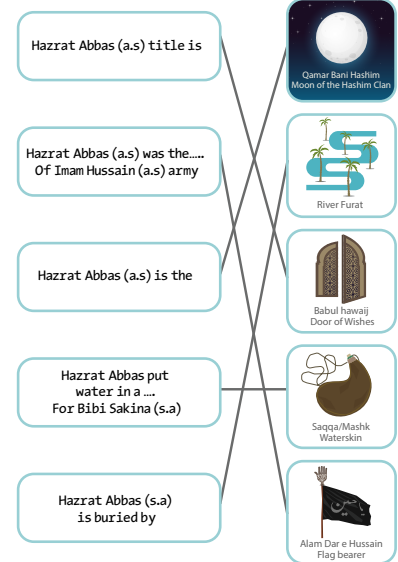 Hazrat Abbas (a.s) title is
Hazrat Abbas (a.s) was the.....
Of Imam Hussain (a.s) army
Hazrat Abbas (a.s) is the
Hazrat Abbas put
water in a ....
For Bibi Sakina (s.a)
Hazrat Abbas (s.a)
is buried by
Qamar Bani Hashim
Moon of the Hashim Clan
River Furat
Babul hawaij
Door of Wishes
Saqqa/Mashk
Waterskin
يا حسين
Alam Dar e Hussain
Flag bearer